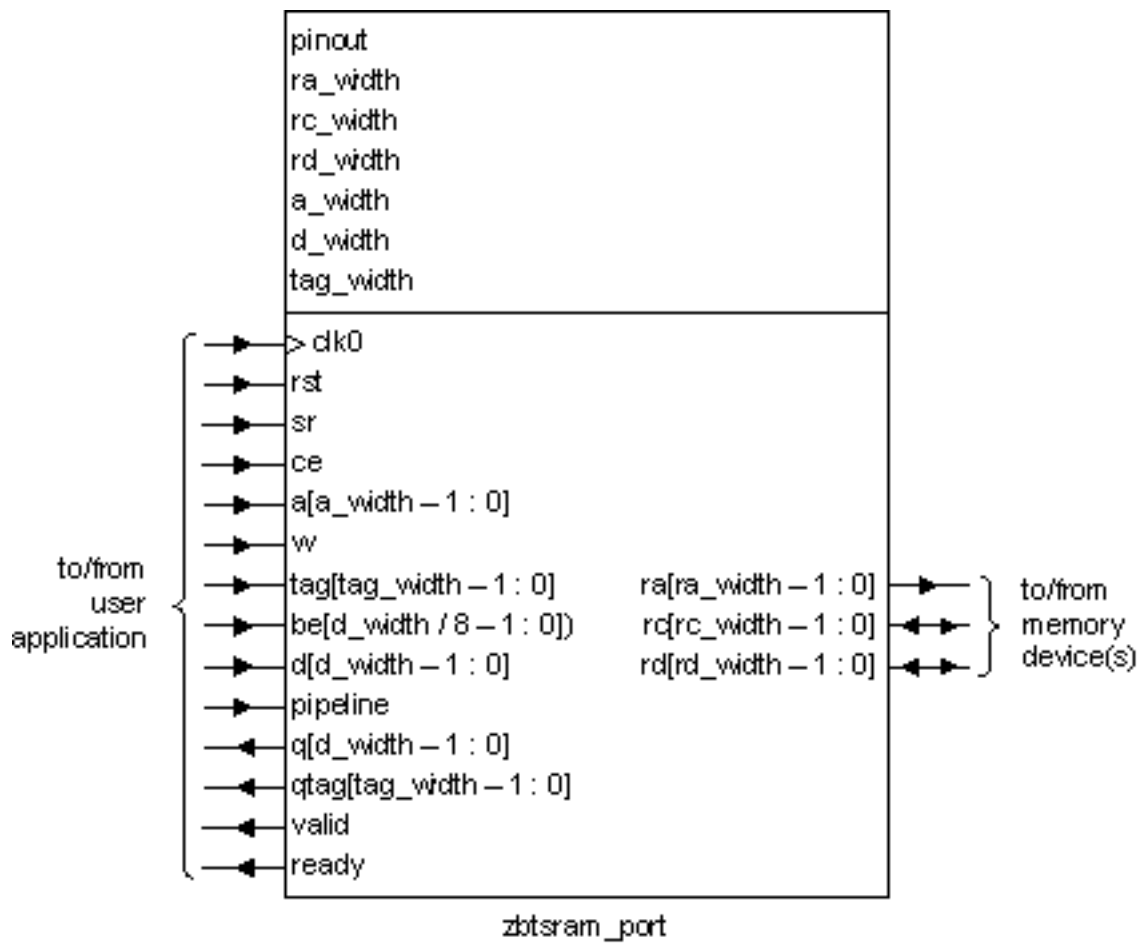 pinout
ra_width
rc_width
rd_width
a_width
d_width
tag_width
clk0
rst
sr
ce
a[a_width – 1 : 0]
w
tag[tag_width – 1 : 0]
be[d_width / 8 – 1 : 0])
d[d_width – 1 : 0]
pipeline
q[d_width – 1 : 0]
qtag[tag_width – 1 : 0]
valid
ready
to/from
user
application
ra[ra_width – 1 : 0]
rc[rc_width – 1 : 0]
rd[rd_width – 1 : 0]
to/from
memory
device(s)
zbtsram_port